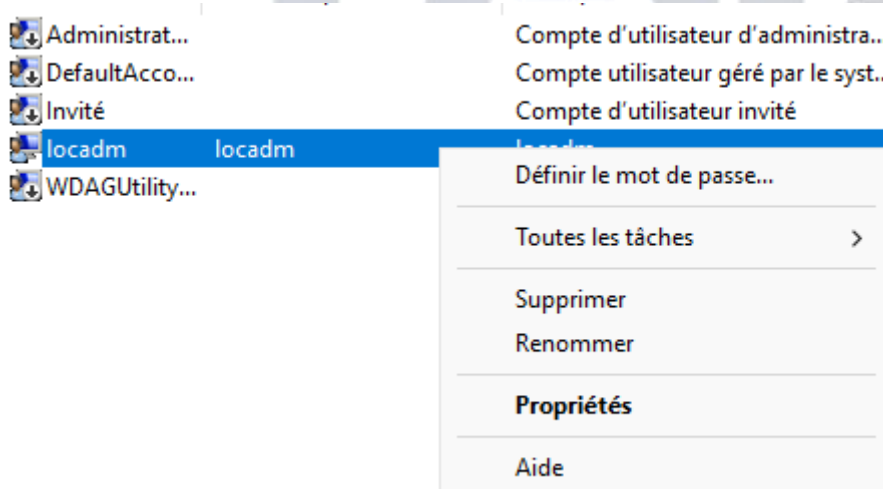 Administrat... Compte d'utilisateur d'administra...
DefaultAcco... Compte utilisateur géré par le syst...
Invité Compte d'utilisateur invité
locadm locadm locadm
Définir le mot de passe...
WDAGUtility...
Toutes les tâches
Supprimer
Renommer
Propriétés
Aide